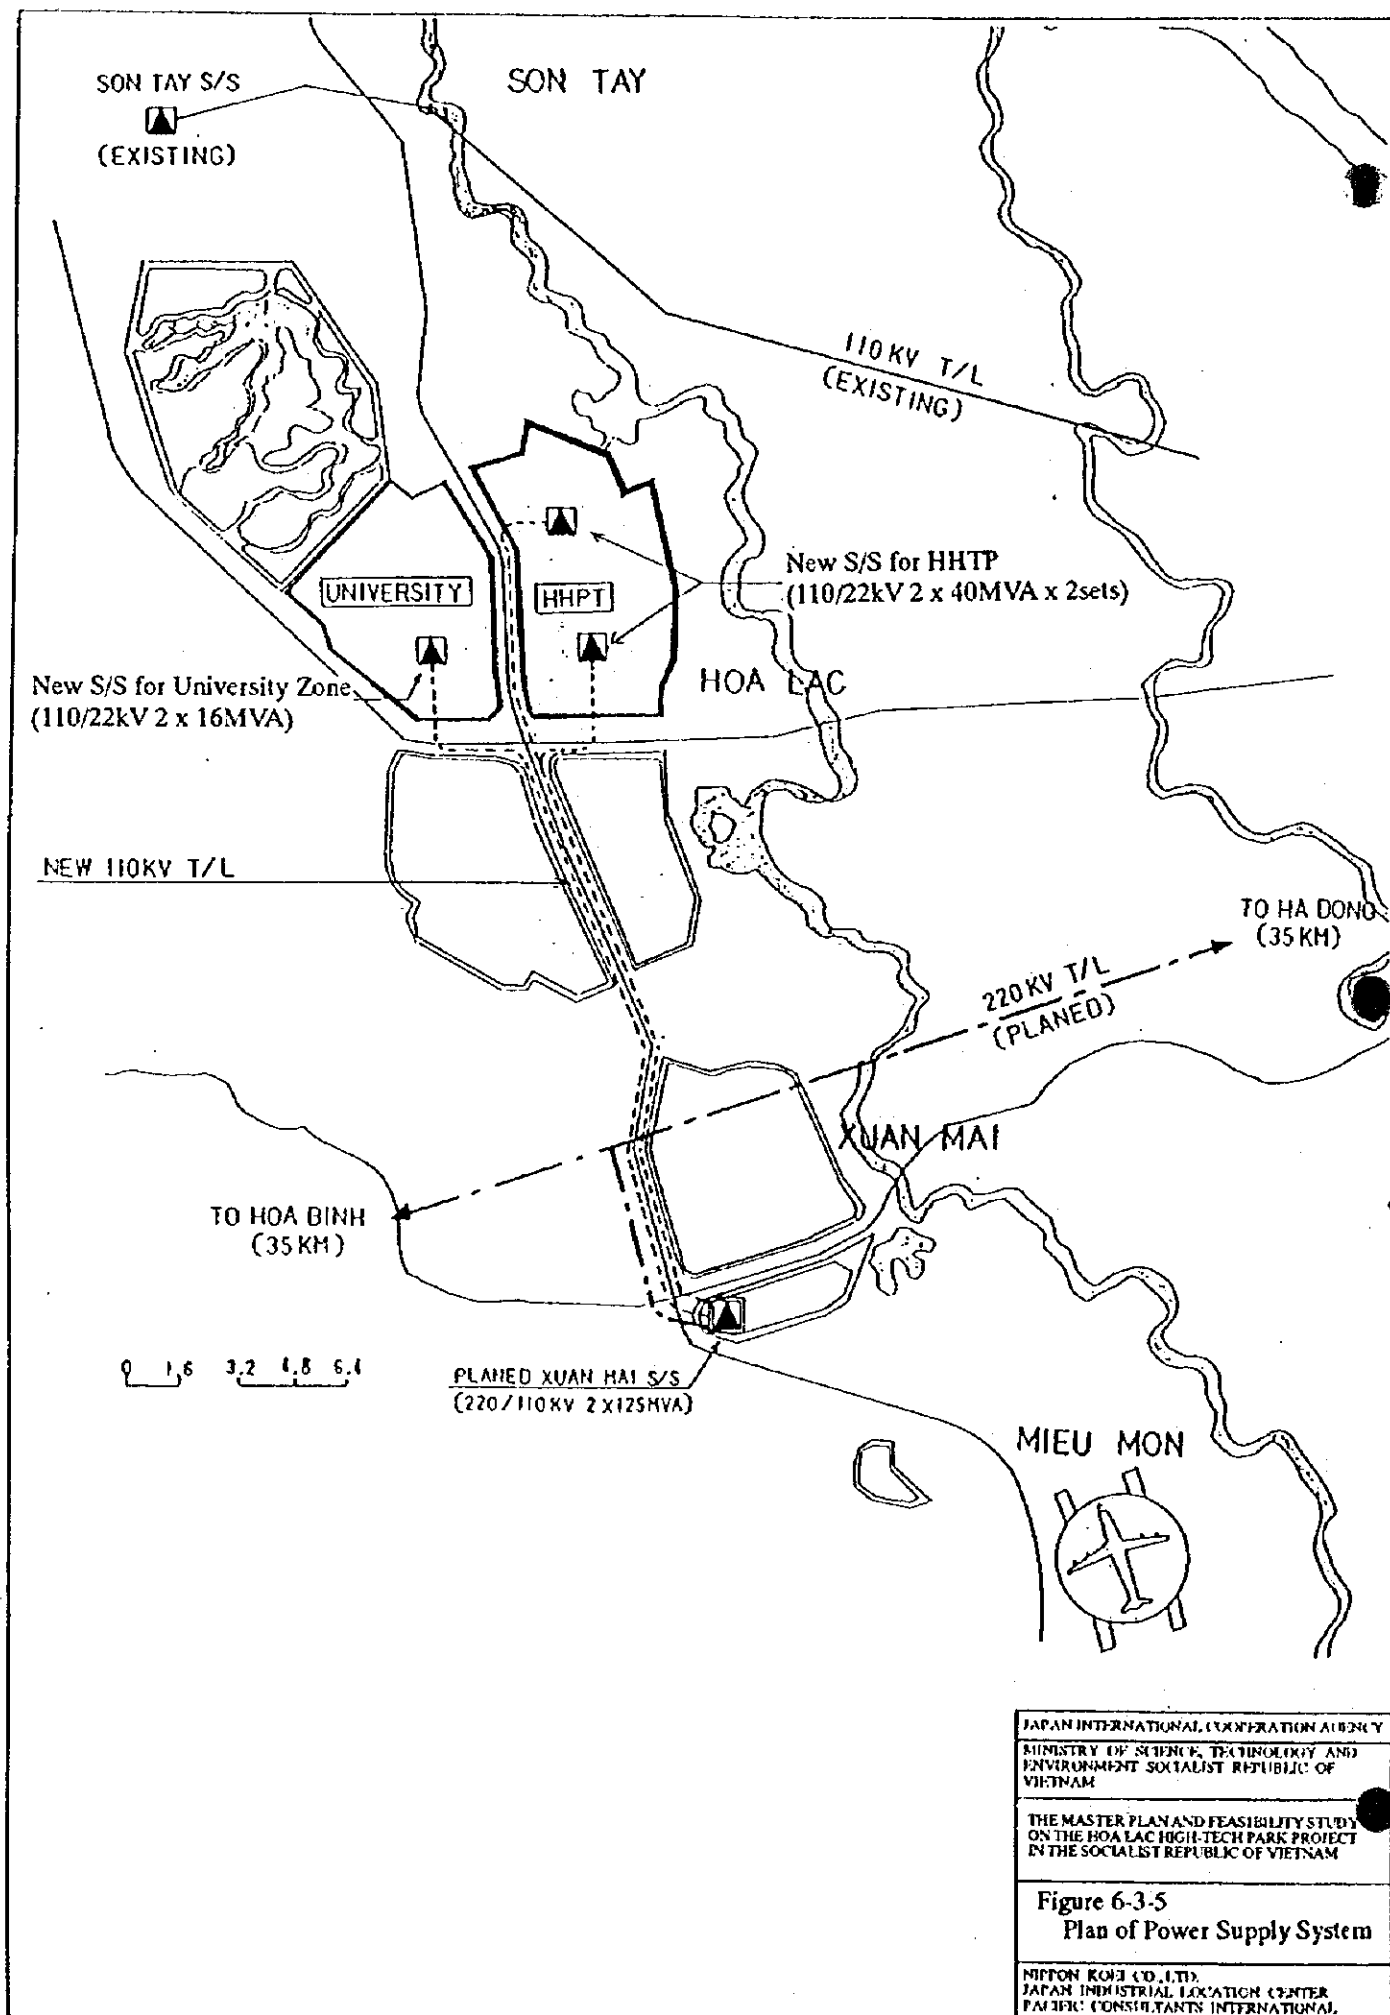 SON TAY S/S
(EXISTING)
SON TAY
110KV T/L
(EXISTING)
New S/S for HHTP
(110/22kV 2 x 40MVA x 2sets)
UNIVERSITY
HHPT
HOA LAC
New S/S for University Zone
(110/22kV 2 x 16MVA)
NEW 110KV T/L
TO HA DONG
(35KM)
220KV T/L
(PLANED)
XUAN MAI
TO HOA BINH
(35KM)
0 1,6 3.2 4.8 6.4
PLANED XUAN MAI S/S
(220/110KV 2X125MVA)
MIEU MON
JAPAN INTERNATIONAL COOPERATION AGENCY
MINISTRY OF SCIENCE, TECHNOLOGY AND
ENVIRONMENT SOCIALIST REPUBLIC OF
VIETNAM
THE MASTER PLAN AND FEASIBILITY STUDY
ON THE HOA LAC HIGH-TECH PARK PROJECT
IN THE SOCIALIST REPUBLIC OF VIETNAM
Figure 6-3-5
Plan of Power Supply System
NIPPON KOEI CO.,LTD.
JAPAN INDUSTRIAL LOCATION CENTER
PACIFIC CONSULTANTS INTERNATIONAL